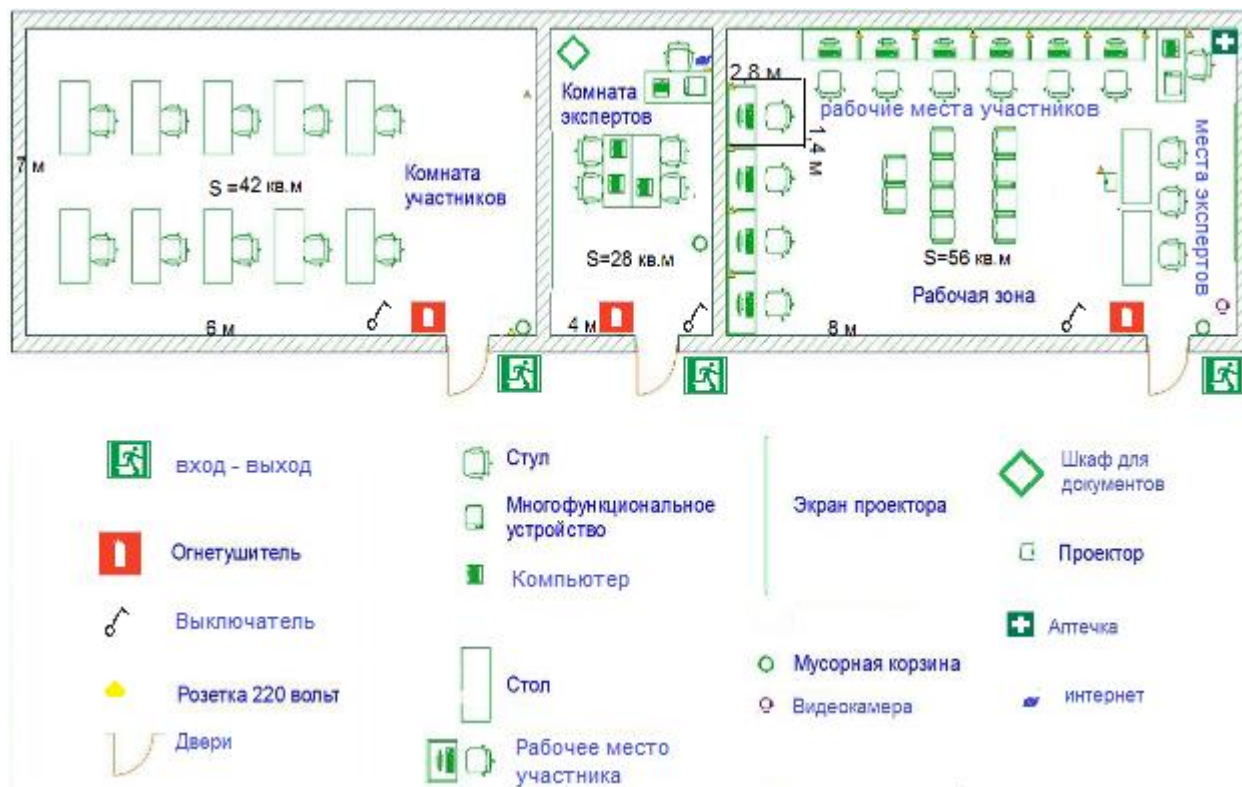 7 м
S =42 кв.м
Комната
участников
6 м
Комната
экспертов
S=28 кв.м
4 м
2,8 м
1,4 м
рабочие места участников
места экспертов
S=56 кв.м
Рабочая зона
8 м
вход - выход
Огнетушитель
Выключатель
Розетка 220 вольт
Двери
Стул
Многофункциональное
устройство
Компьютер
Стол
Рабочее место
участника
Экран проектора
Мусорная корзина
Видеокамера
Шкаф для
документов
Проектор
Аптечка
интернет